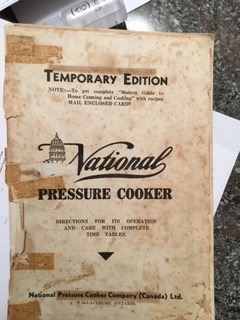 (410)
TEMPORARY EDITION
NOTE:—To get complete "Modern Guide to
Home Canning and Cooking" with recipes
MAIL ENCLOSED CARD!
National
PRESSURE COOKER
DIRECTIONS FOR ITS OPERATION
AND CARE WITH COMPLETE
TIME TABLES.
National Pressure Cooker Company (Canada) Ltd.
WALLACEBURG, ONTARIO.